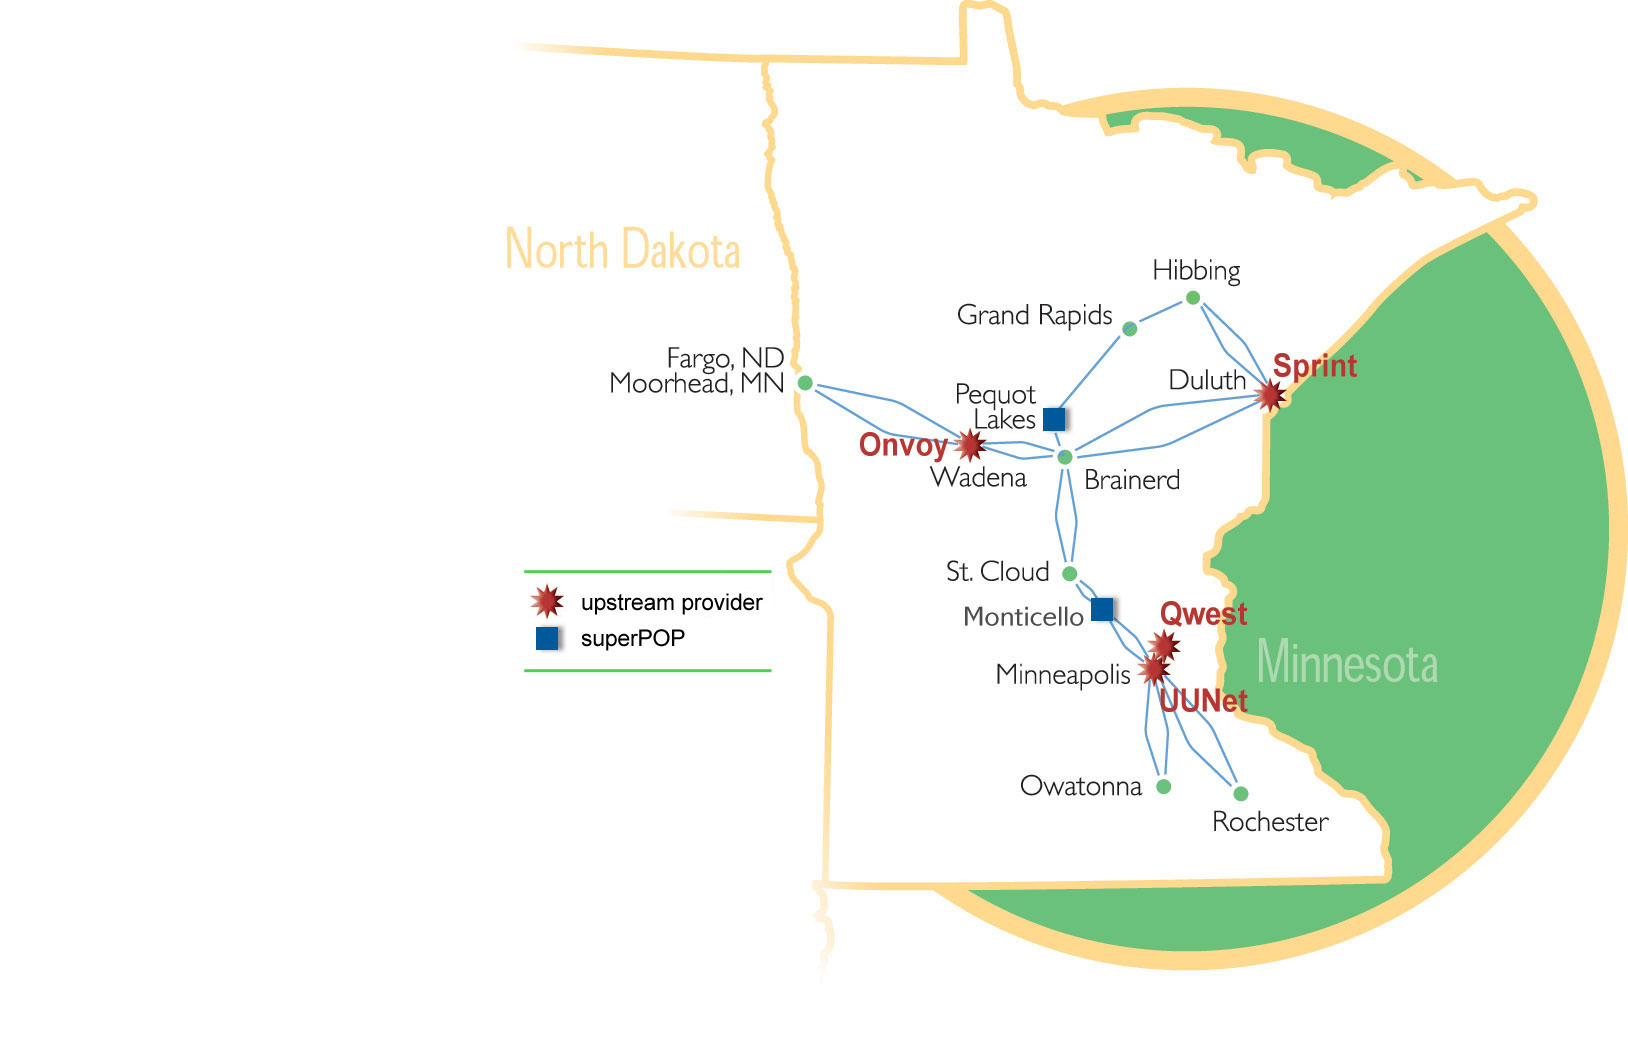 North Dakota
Hibbing
Grand Rapids
Fargo, ND
Moorhead, MN
Sprint
Duluth
Pequot
Lakes
Onvoy
Wadena
Brainerd
St. Cloud
Monticello
Qwest
upstream provider
superPOP
Minneapolis
Minnesota
UUNet
Owatonna
Rochester